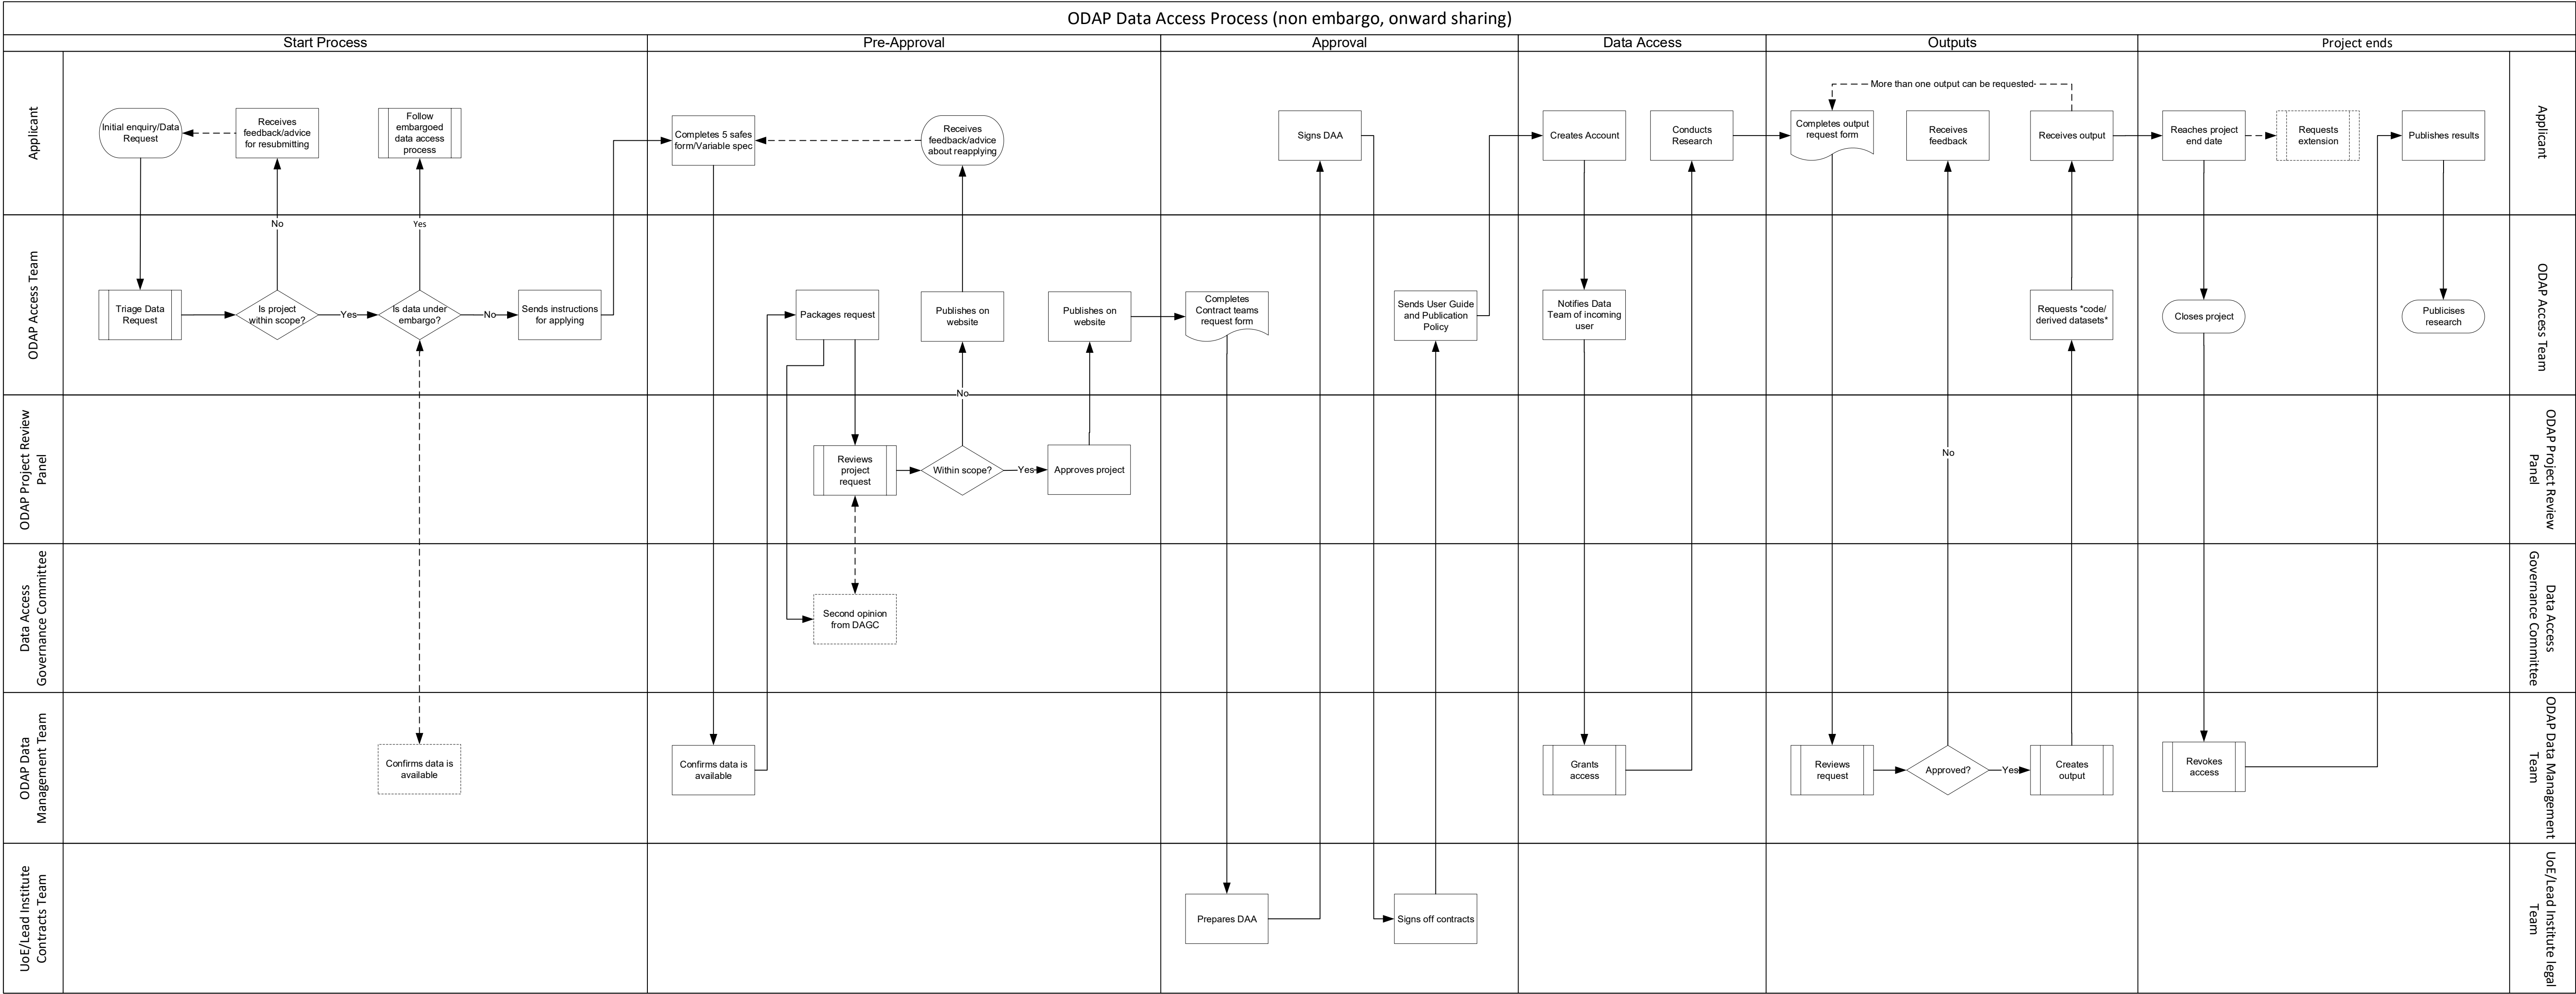 ODAP Data Access Process (non embargo, onward sharing)
Start Process
Pre-Approval
Approval
Data Access
Outputs
Project ends
Applicant
Initial enquiry/Data
Request
Receives
feedback/advice
for resubmitting
Follow
embargoed
data access
process
Completes 5 safes
form/Variable spec
Receives
feedback/advice
about reapplying
Signs DAA
Creates Account
Conducts
Research
More than one output can be requested
Completes output
request form
Receives
feedback
Receives output
Reaches project
end date
Requests
extension
Publishes results
Applicant
ODAP Access Team
No
Yes
Triage Data
Request
Is project
within scope?
Yes
Is data under
embargo?
No
Sends instructions
for applying
Packages request
Publishes on
website
Publishes on
website
Completes
Contract teams
request form
Sends User Guide
and Publication
Policy
Notifies Data
Team of incoming
user
Requests *code/
derived datasets*
Closes project
Publicises
research
ODAP Access Team
No
ODAP Project Review
Panel
Reviews
project
request
Within scope?
Yes
Approves project
No
ODAP Project Review
Panel
Data Access
Governance Committee
Second opinion
from DAGC
Data Access
Governance Committee
ODAP Data
Management Team
Confirms data is
available
Confirms data is
available
Grants
access
Reviews
request
Approved?
Yes
Creates
output
Revokes
access
ODAP Data Management
Team
UoE/Lead Institute
Contracts Team
Prepares DAA
Signs off contracts
UoE/Lead Institute legal
Team